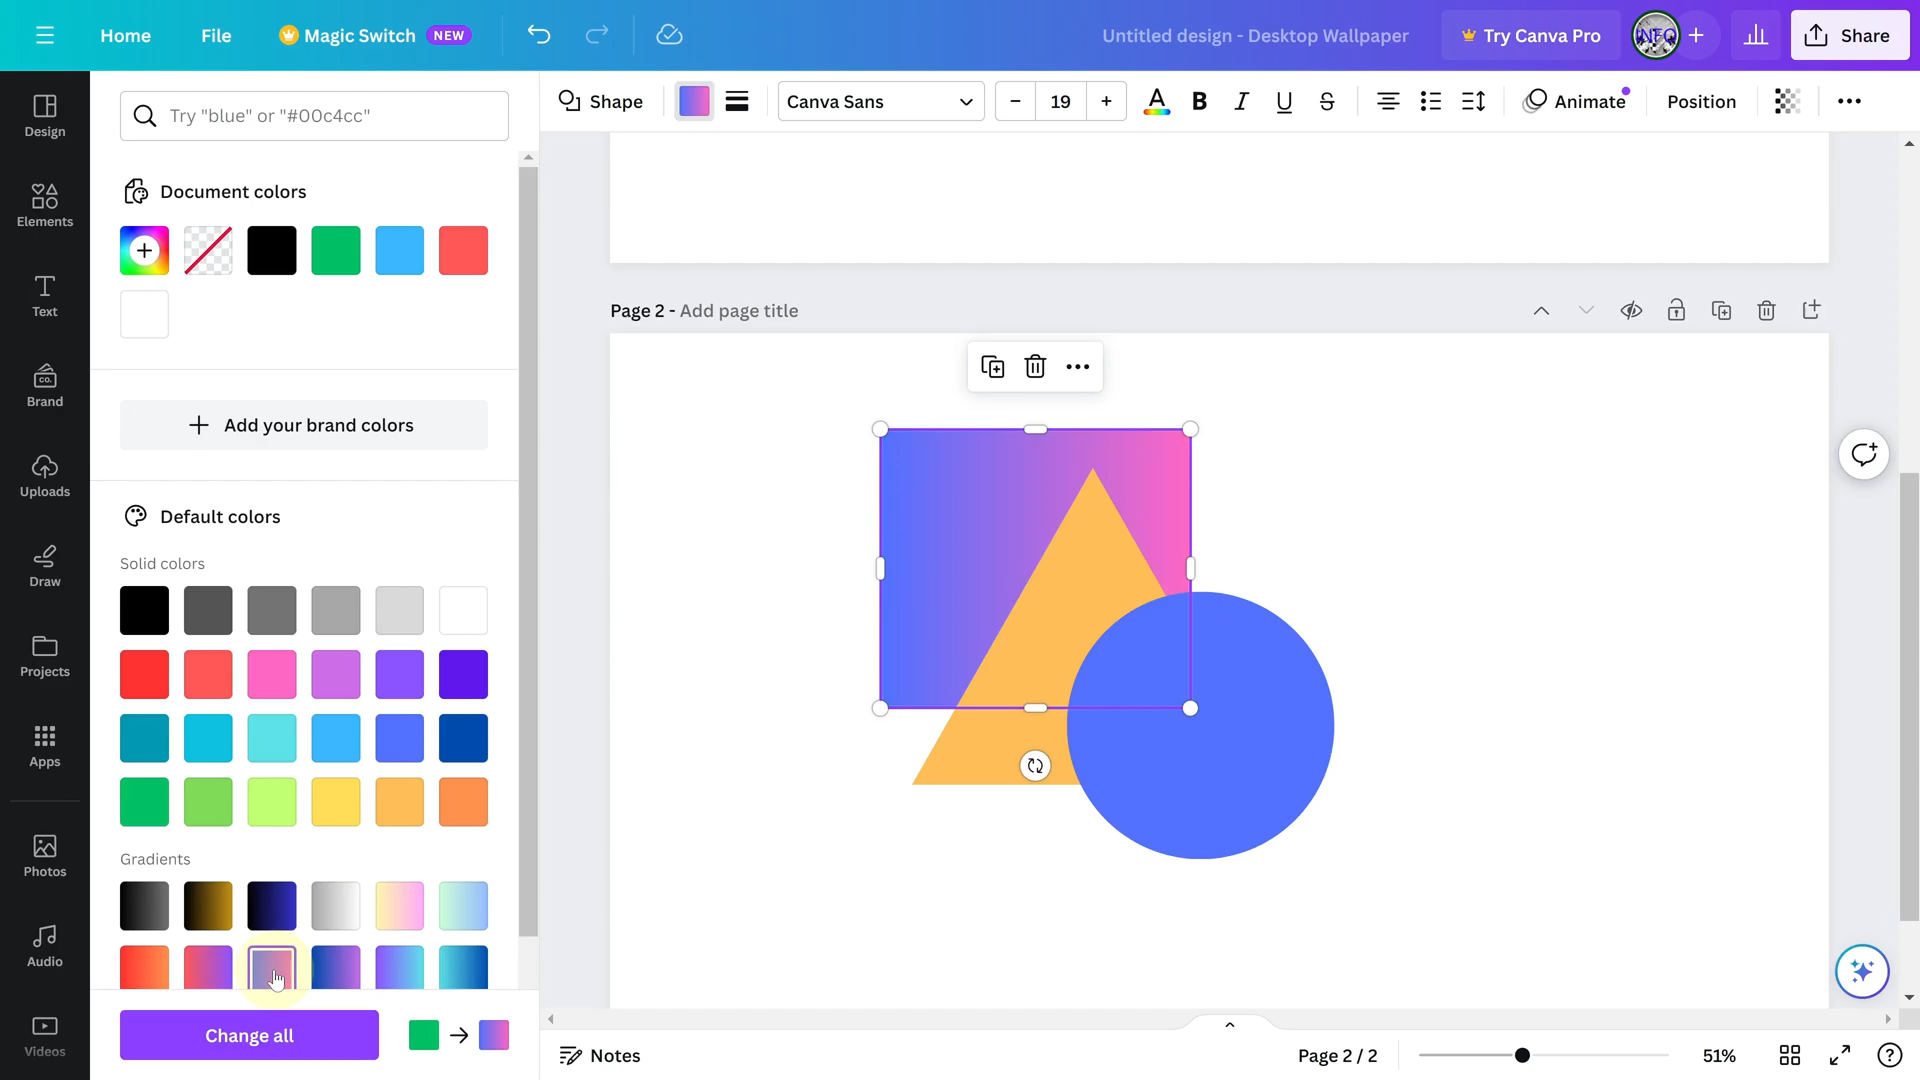 Home
File
Magic Switch NEW
Untitled design - Desktop Wallpaper
Try Canva Pro
Share
Design
Elements
Text
Brand
Uploads
Draw
Projects
Apps
Photos
Audio
Videos
Try "blue" or "#00c4cc"
Document colors
Add your brand colors
Default colors
Solid colors
Gradients
Change all
Shape
Canva Sans
– 19 +
A B I U S
Animate
Position
Page 2 - Add page title
Notes
Page 2 / 2
51%